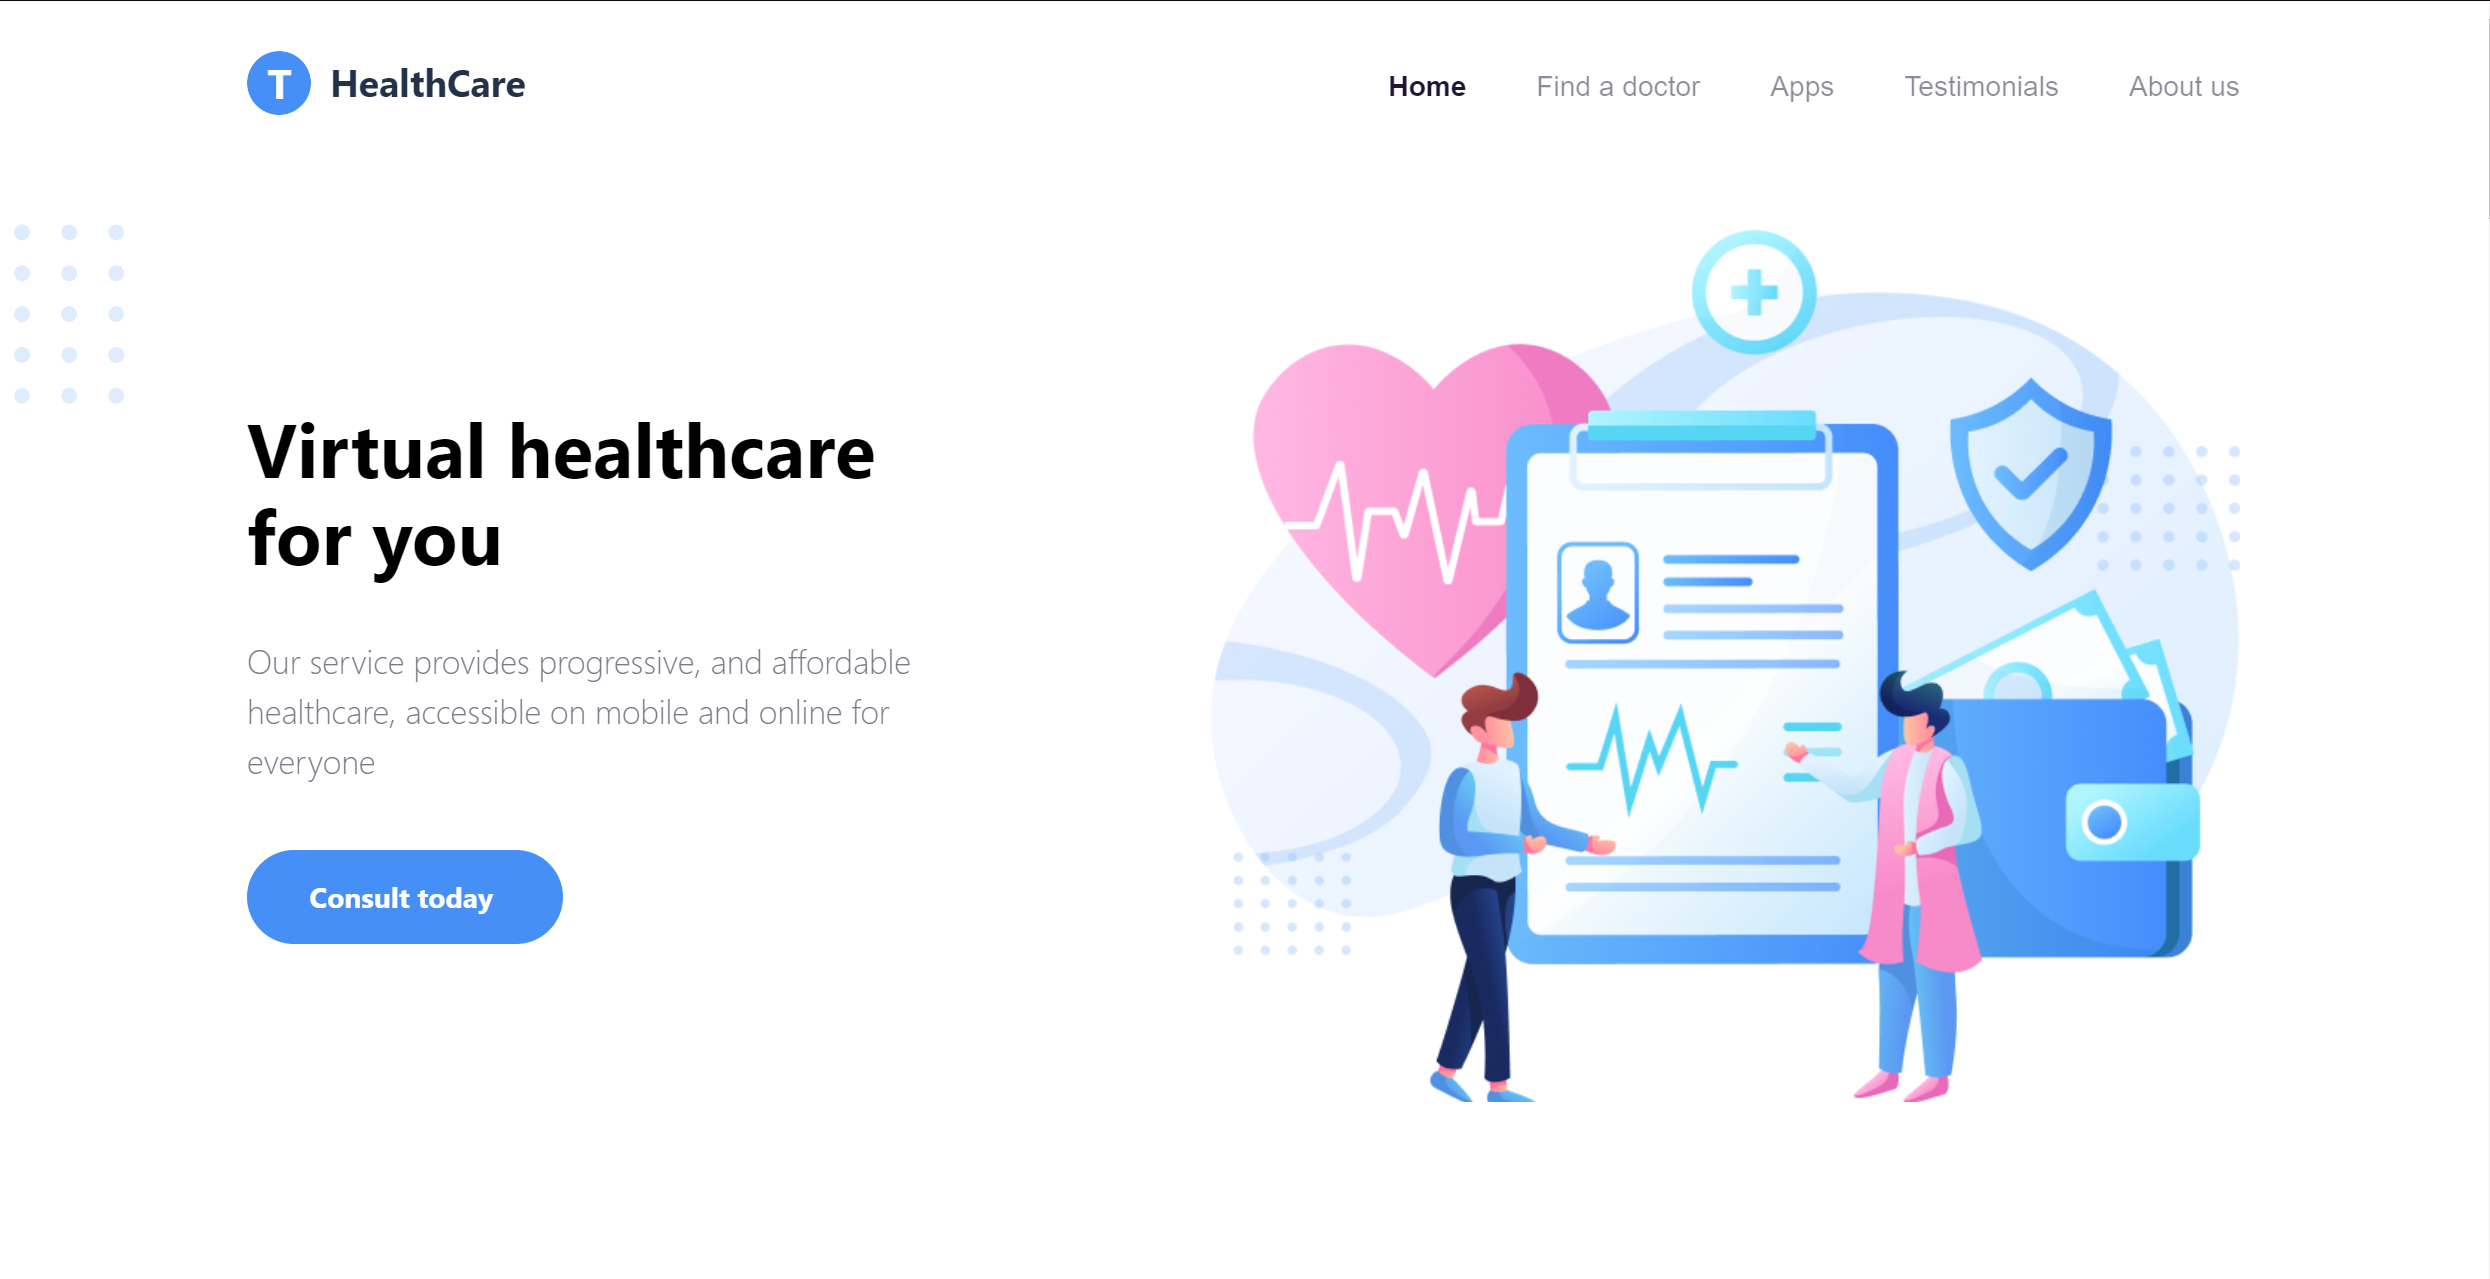 T HealthCare
Home Find a doctor Apps Testimonials About us
Virtual healthcare
for you
Our service provides progressive, and affordable
healthcare, accessible on mobile and online for
everyone
Consult today